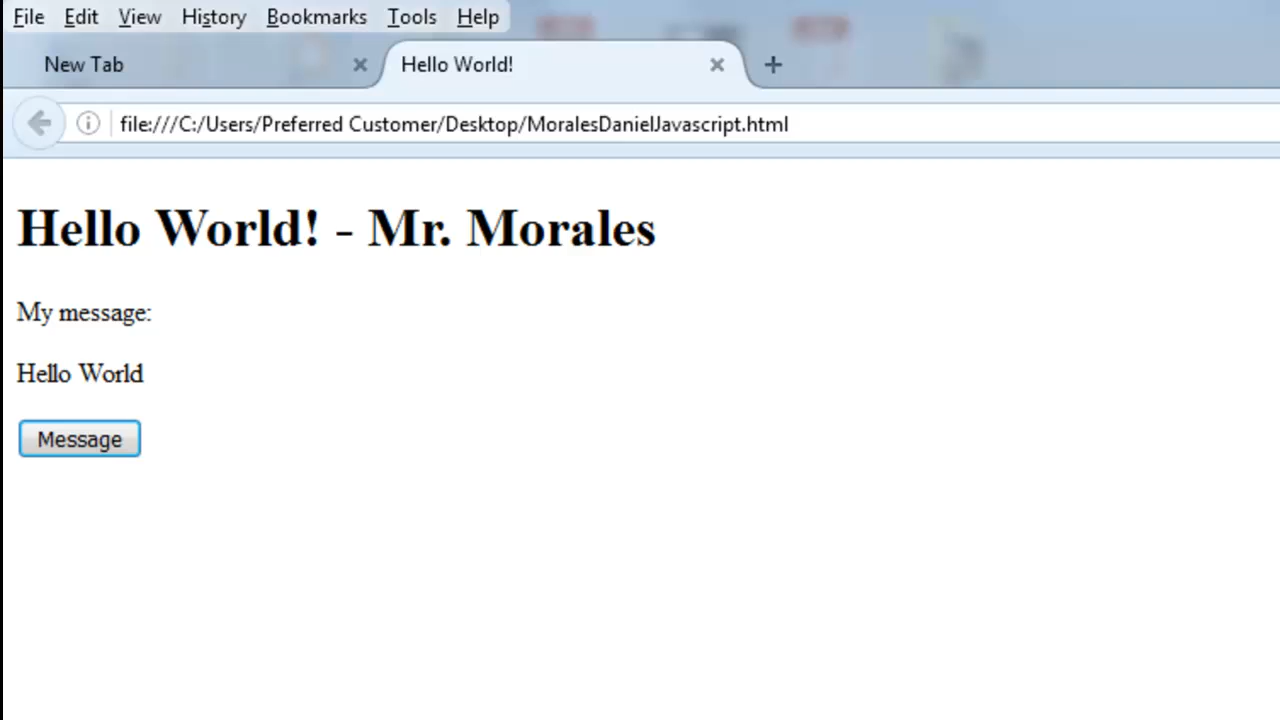 File Edit View History Bookmarks Tools Help
New Tab Hello World!
file:///C:/Users/Preferred Customer/Desktop/MoralesDanielJavascript.html
Hello World! - Mr. Morales
My message:
Hello World
Message